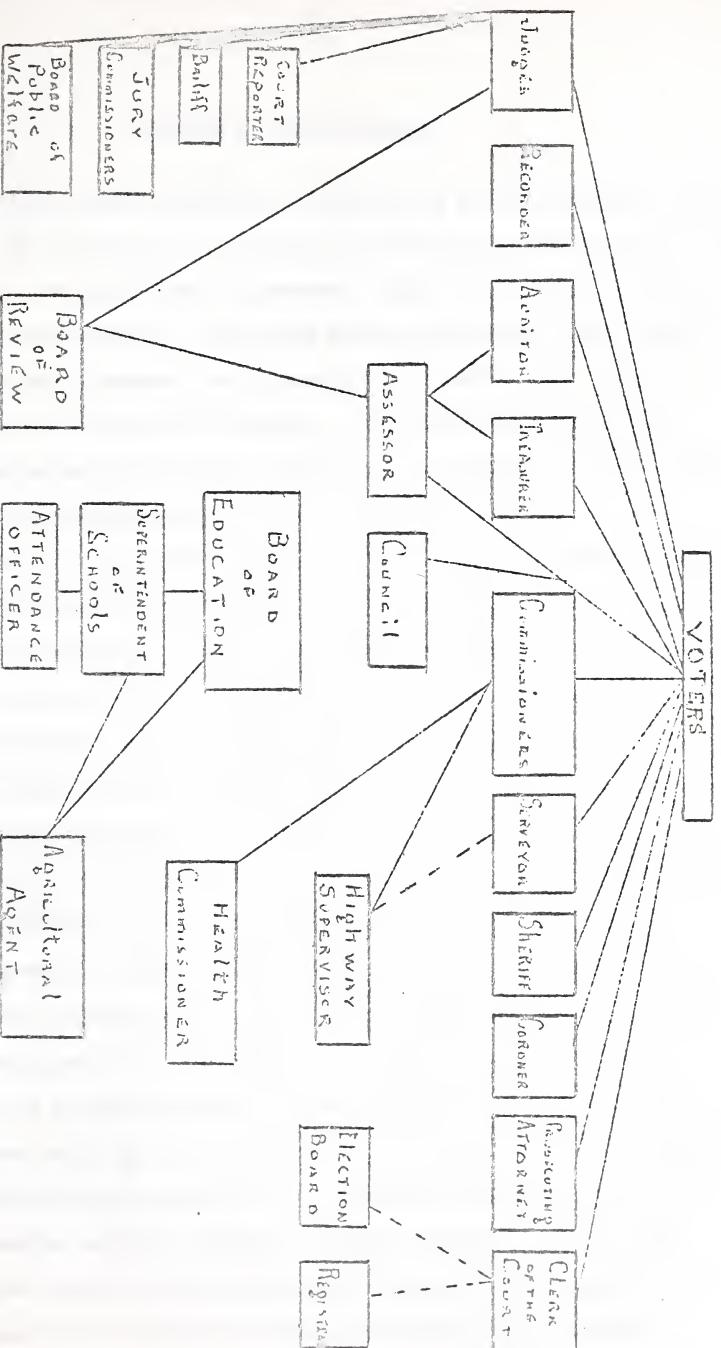 VOTERS
Judges
RECORDER
AUDITOR
TREASURER
COMMISSIONERS
SURVEYOR
SHERIFF
CORONER
PROSECUTING
ATTORNEY
CLERK
OF THE
COURT
COURT
REPORTER
Bailiff
JURY
COMMISSIONERS
BOARD of
Public
Welfare
ASSESSOR
COUNCIL
HIGHWAY
SUPERVISOR
ELECTION
BOARD
REGISTRAR
BOARD
OF
REVIEW
BOARD
OF
EDUCATION
HEALTH
COMMISSIONER
SUPERINTENDENT
OF
SCHOOLS
ATTENDANCE
OFFICER
AGRICULTURAL
AGENT